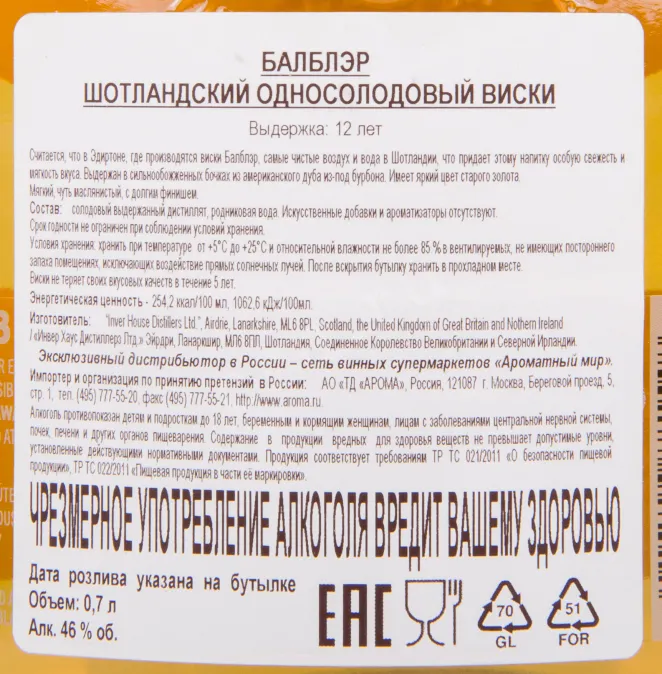 БАЛБЛЭР
ШОТЛАНДСКИЙ ОДНОСОЛОДОВЫЙ ВИСКИ
Выдержка: 12 лет
Считается, что в Эдиртоне, где производятся виски Балблэр, самые чистые воздух и вода в Шотландии, что придает этому напитку особую свежесть и
мягкость вкуса. Выдержан в сильнообожженных бочках из американского дуба из-под бурбона. Имеет яркий цвет старого золота.
Мягкий, чуть маслянистый, с долгим финишем.
Состав: солодовый выдержанный дистиллят, родниковая вода. Искусственные добавки и ароматизаторы отсутствуют.
Срок годности не ограничен при соблюдении условий хранения.
Условия хранения: хранить при температуре от +5°С до +25°С и относительной влажности не более 85 % в вентилируемых, не имеющих постороннего
запаха помещениях, исключающих воздействие прямых солнечных лучей. После вскрытия бутылку хранить в прохладном месте.
Виски не теряет своих вкусовых качеств в течение 5 лет.
Энергетическая ценность - 254,2 ккал/100 мл, 1062,6 кДж/100мл.
Изготовитель: "Inver House Distillers Ltd.", Airdrie, Lanarkshire, ML6 8PL, Scotland, the United Kingdom of Great Britain and Nothern Ireland
/ «Инвер Хаус Дистиллерс Лтд.» Эйрдри, Ланаркшир, МЛ6 8ПЛ, Шотландия, Соединенное Королевство Великобритании и Северной Ирландии.
Эксклюзивный дистрибьютор в России – сеть винных супермаркетов «Ароматный мир».
Импортер и организация по принятию претензий в России: АО «ТД «АРОМА», Россия, 121087 г. Москва, Береговой проезд, 5,
стр. 1, тел. (495) 777-55-20, факс (495) 777-55-21, http://www.aroma.ru.
Алкоголь противопоказан детям и подросткам до 18 лет, беременным и кормящим женщинам, лицам с заболеваниями центральной нервной системы,
почек, печени и других органов пищеварения. Содержание в продукции вредных для здоровья веществ не превышает допустимые уровни,
установленные действующими нормативными документами. Продукция соответствует требованиям ТР ТС 021/2011 «О безопасности пищевой
продукции», ТР ТС 022/2011 «Пищевая продукция в части её маркировки».
ЧРЕЗМЕРНОЕ УПОТРЕБЛЕНИЕ АЛКОГОЛЯ ВРЕДИТ ВАШЕМУ ЗДОРОВЬЮ
Дата розлива указана на бутылке
Объем: 0,7 л
Алк. 46 % об.
EAC
70
GL
51
FOR